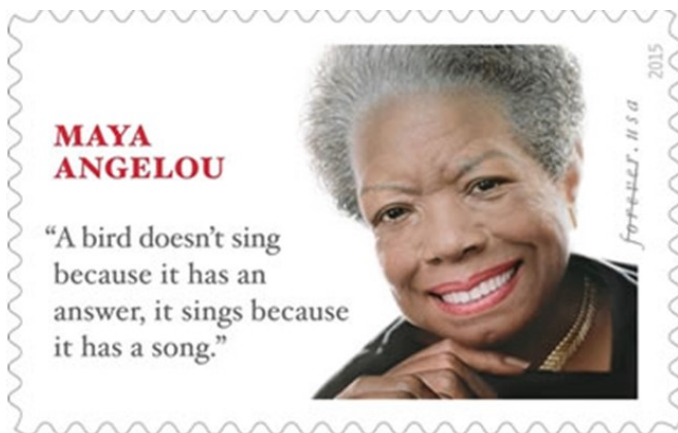 MAYA
ANGELOU
“A bird doesn’t sing
because it has an
answer, it sings because
it has a song.”
forever.usa
2015